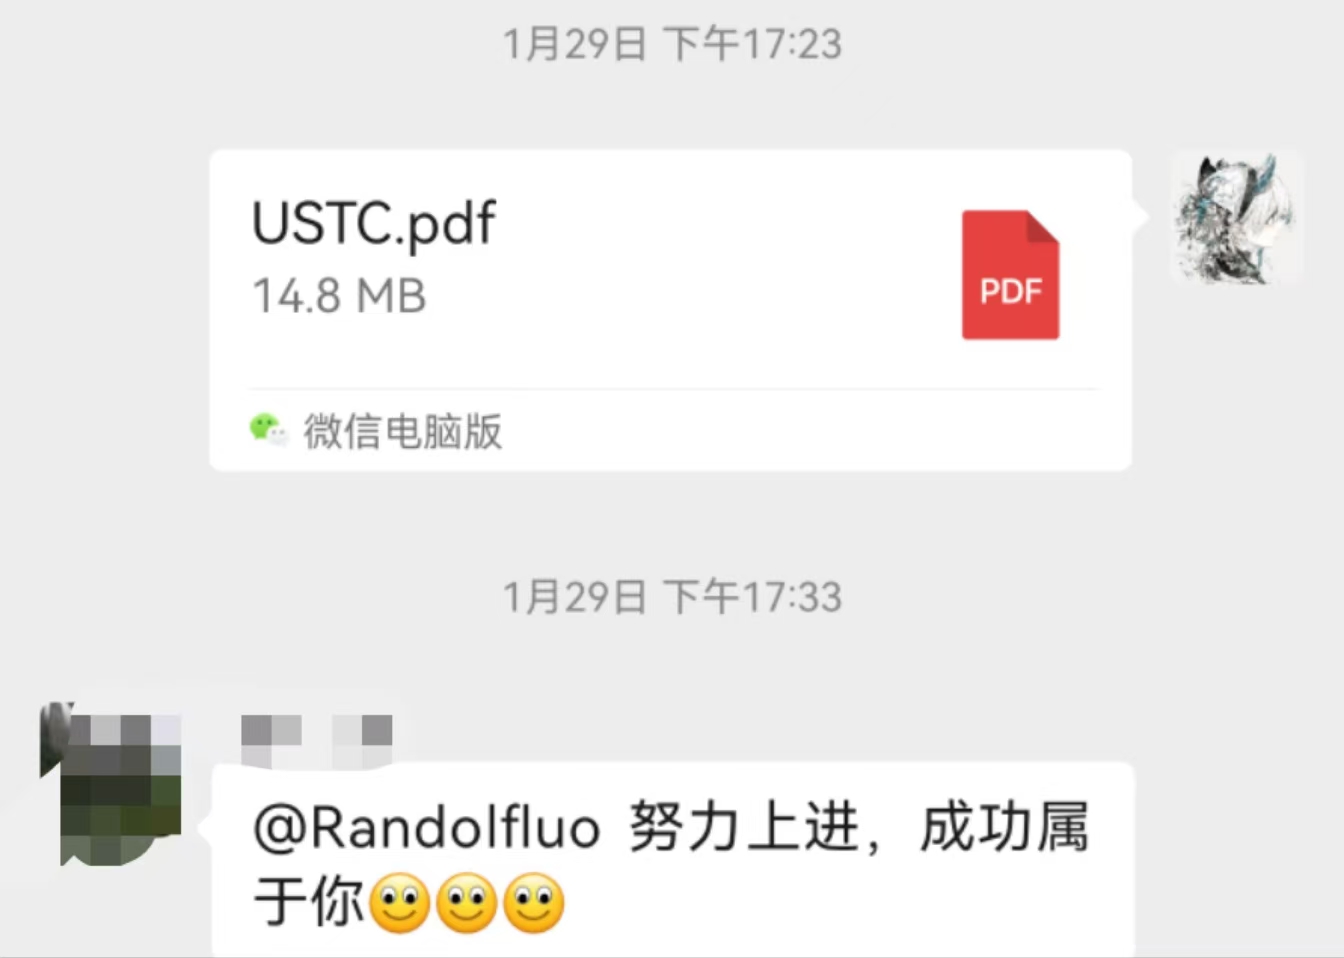 1月29日 下午17:23
USTC.pdf
14.8 MB
PDF
微信电脑版
1月29日 下午17:33
@Randolfluo 努力上进，成功属
于你🙂🙂🙂